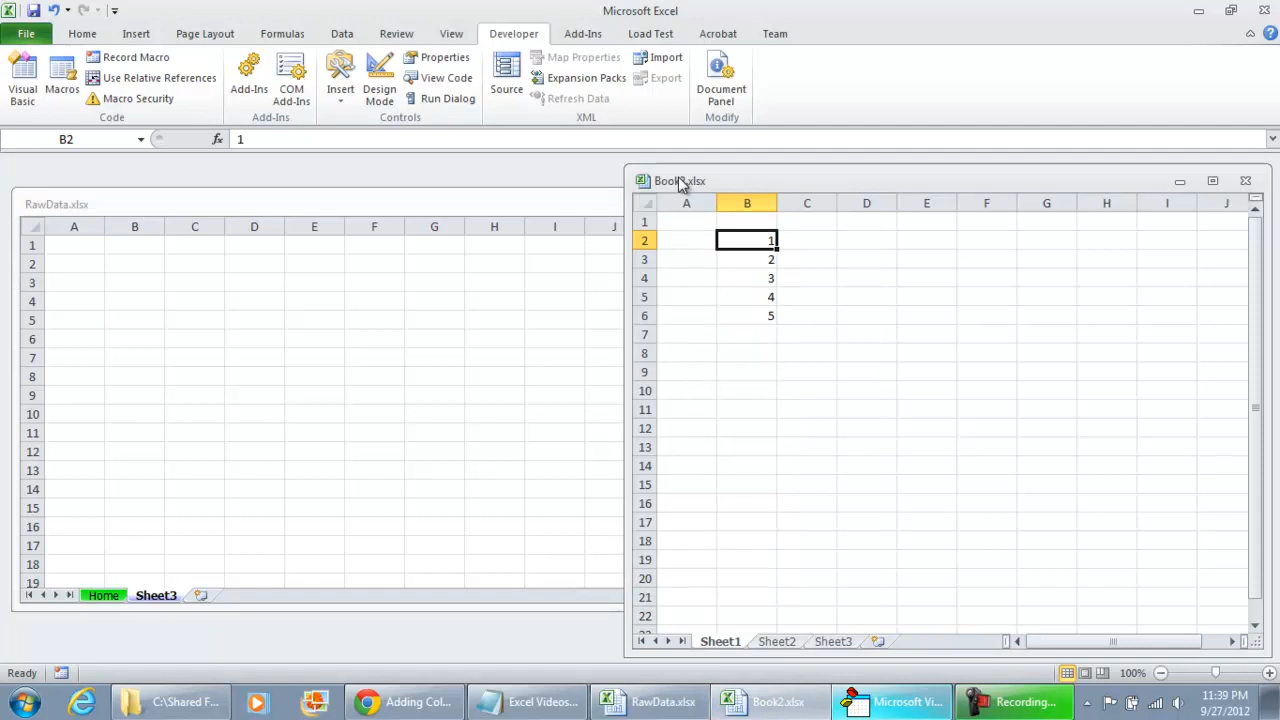 Microsoft Excel
File Home Insert Page Layout Formulas Data Review View Developer Add-Ins Load Test Acrobat Team
Visual Basic
Macros
Record Macro
Use Relative References
Macro Security
Code
Add-Ins
COM Add-Ins
Add-Ins
Insert
Design Mode
Properties
View Code
Run Dialog
Controls
Source
Map Properties
Expansion Packs
Refresh Data
Import
Export
XML
Document Panel
Modify
B2 fx 1
RawData.xlsx
A B C D E F G H I J
1
2
3
4
5
6
7
8
9
10
11
12
13
14
15
16
17
18
19
Home Sheet3
Book2.xlsx
A B C D E F G H I J
1
2 1
3 2
4 3
5 4
6 5
7
8
9
10
11
12
13
14
15
16
17
18
19
20
21
22
Sheet1 Sheet2 Sheet3
Ready 100%
C:\Shared F... Adding Col... Excel Videos... RawData.xlsx Book2.xlsx Microsoft Vi... Recording...
11:39 PM
9/27/2012